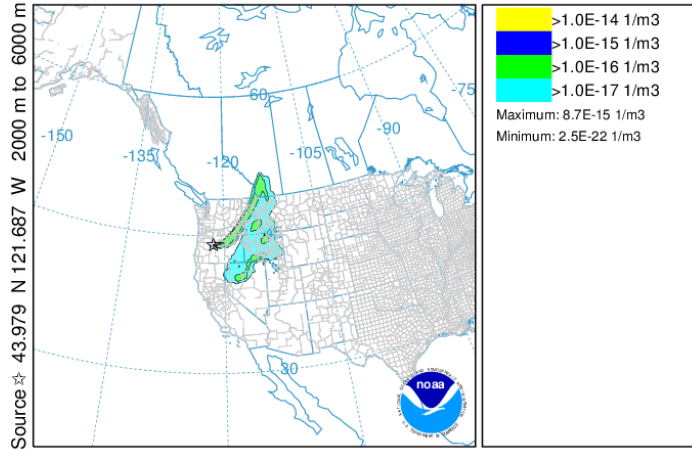 Source ☆ 43.979 N 121.687 W 2000 m to 6000 m
-150
-135
-120
60
-105
-90
-75
30
noaa
>1.0E-14 1/m3
>1.0E-15 1/m3
>1.0E-16 1/m3
>1.0E-17 1/m3
Maximum: 8.7E-15 1/m3
Minimum: 2.5E-22 1/m3